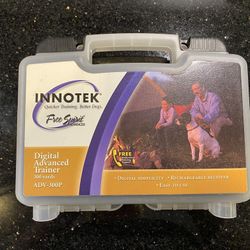 INNOTEK®
Quicker Training. Better Dogs.
Free Spirit
Digital
Advanced
Trainer
300 yards
ADV-300P
FREE
• DIGITAL SIMPLICITY • RECHARGEABLE RECEIVER
• EASY TO USE